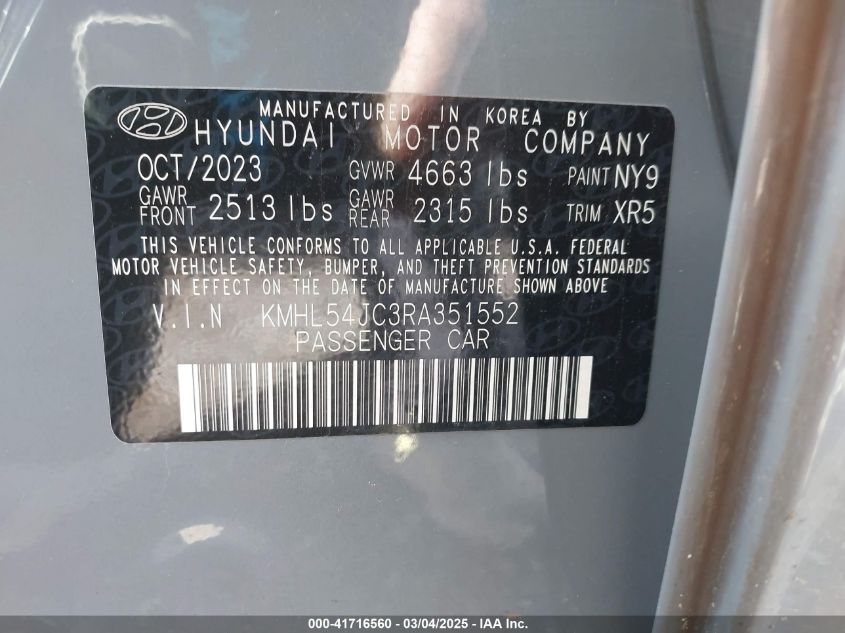 MANUFACTURED IN KOREA BY
HYUNDAI MOTOR COMPANY
OCT/2023 GVWR 4663 lbs PAINT NY9
GAWR FRONT 2513 lbs GAWR REAR 2315 lbs TRIM XR5
THIS VEHICLE CONFORMS TO ALL APPLICABLE U.S.A. FEDERAL
MOTOR VEHICLE SAFETY, BUMPER, AND THEFT PREVENTION STANDARDS
IN EFFECT ON THE DATE OF MANUFACTURE SHOWN ABOVE
V.I.N KMHL54JC3RA351552
PASSENGER CAR
000-41716560 - 03/04/2025 - IAA Inc.